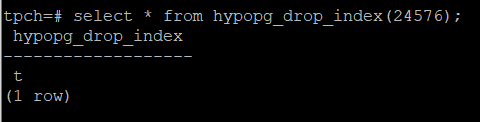 tpch=# select * from hypopg_drop_index(24576);
 hypopg_drop_index
-------------------
 t
(1 row)